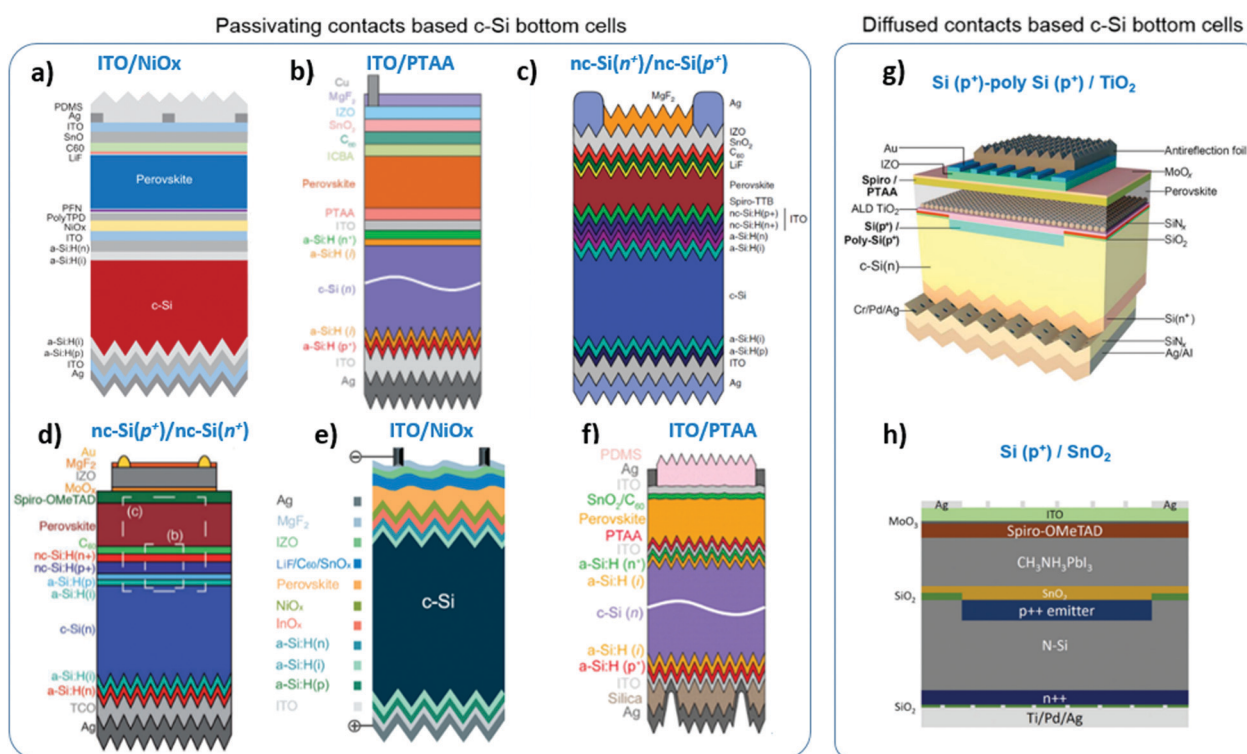 Passivating contacts based c-Si bottom cells
Diffused contacts based c-Si bottom cells
a)
ITO/NiOx
PDMS
Ag
ITO
SnO
C60
LiF
Perovskite
PFN
PolyTPD
NiOx
ITO
a-Si:H(n)
a-Si:H(i)
c-Si
a-Si:H(i)
a-Si:H(p)
ITO
Ag
b)
ITO/PTAA
Cu
MgF₂
IZO
SnO₂
C₆₀
ICBA
Perovskite
PTAA
ITO
a-Si:H (n⁺)
a-Si:H (i)
c-Si (n)
a-Si:H (i)
a-Si:H (p⁺)
ITO
Ag
c)
nc-Si(n⁺)/nc-Si(p⁺)
MgF₂
Ag
IZO
SnO₂
C₆₀
LiF
Perovskite
Spiro-TTB
nc-Si:H(p+)
nc-Si:H(n+)
ITO
a-Si:H(n)
a-Si:H(i)
c-Si
a-Si:H(i)
a-Si:H(p)
ITO
Ag
d)
nc-Si(p⁺)/nc-Si(n⁺)
Au
MgF₂
IZO
MoOₓ
Spiro-OMeTAD
(c)
Perovskite
(b)
C₆₀
nc-Si:H(n+)
nc-Si:H(p+)
a-Si:H(p)
a-Si:H(i)
c-Si(n)
a-Si:H(i)
a-Si:H(n)
TCO
Ag
e)
ITO/NiOx
Ag
MgF₂
IZO
LiF/C₆₀/SnOₓ
Perovskite
NiOₓ
InOₓ
a-Si:H(n)
a-Si:H(i)
a-Si:H(p)
ITO
c-Si
f)
ITO/PTAA
PDMS
Ag
ITO
SnO₂/C₆₀
Perovskite
PTAA
ITO
a-Si:H (n⁺)
a-Si:H (i)
c-Si (n)
a-Si:H (i)
a-Si:H (p⁺)
ITO
Silica
Ag
g)
Si (p⁺)-poly Si (p⁺) / TiO₂
Au
IZO
Spiro /
PTAA
ALD TiO₂
Si(p⁺) /
Poly-Si(p⁺)
c-Si(n)
Cr/Pd/Ag
Antireflection foil
MoOₓ
Perovskite
SiNₓ
SiO₂
Si(n⁺)
SiNₓ
Ag/Al
h)
Si (p⁺) / SnO₂
Ag
Ag
ITO
MoO₃
Spiro-OMeTAD
CH₃NH₃PbI₃
SnO₂
SiO₂
p++ emitter
N-Si
n++
SiO₂
Ti/Pd/Ag